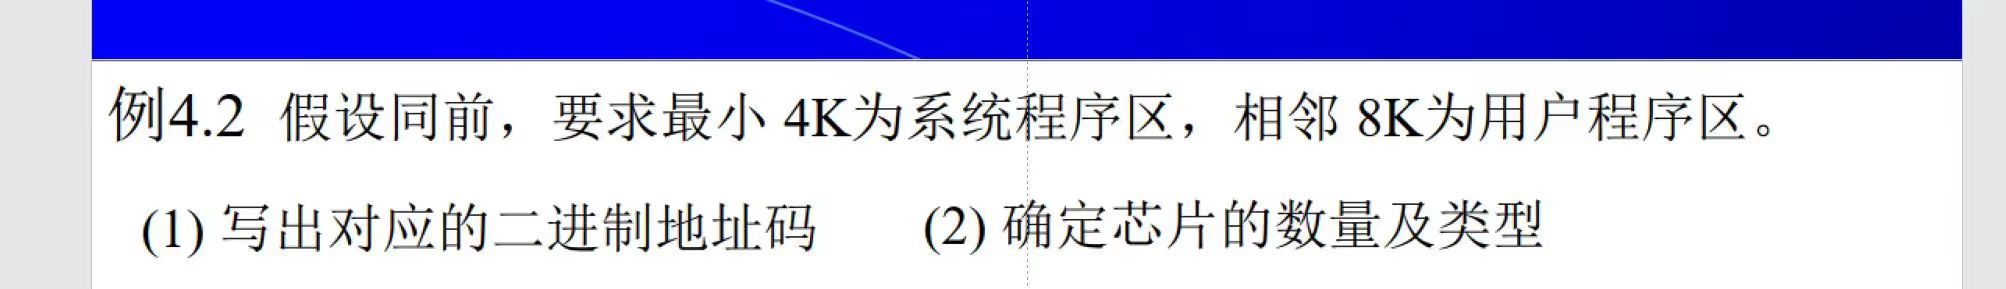 例4.2 假设同前，要求最小 4K为系统程序区，相邻 8K为用户程序区。
(1) 写出对应的二进制地址码 (2) 确定芯片的数量及类型